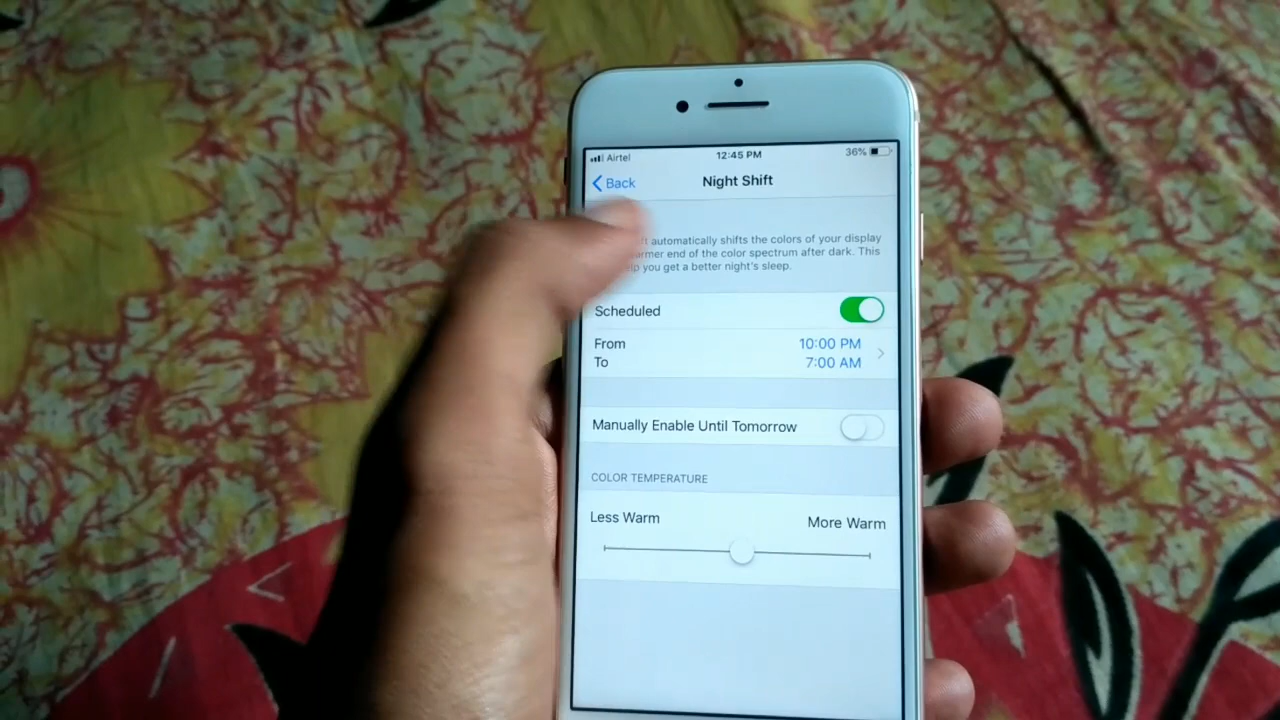 Airtel 12:45 PM 36%
Back Night Shift
automatically shifts the colors of your display
end of the color spectrum after dark. This
you get a better night's sleep.
Scheduled
From 10:00 PM
To 7:00 AM
Manually Enable Until Tomorrow
COLOR TEMPERATURE
Less Warm More Warm